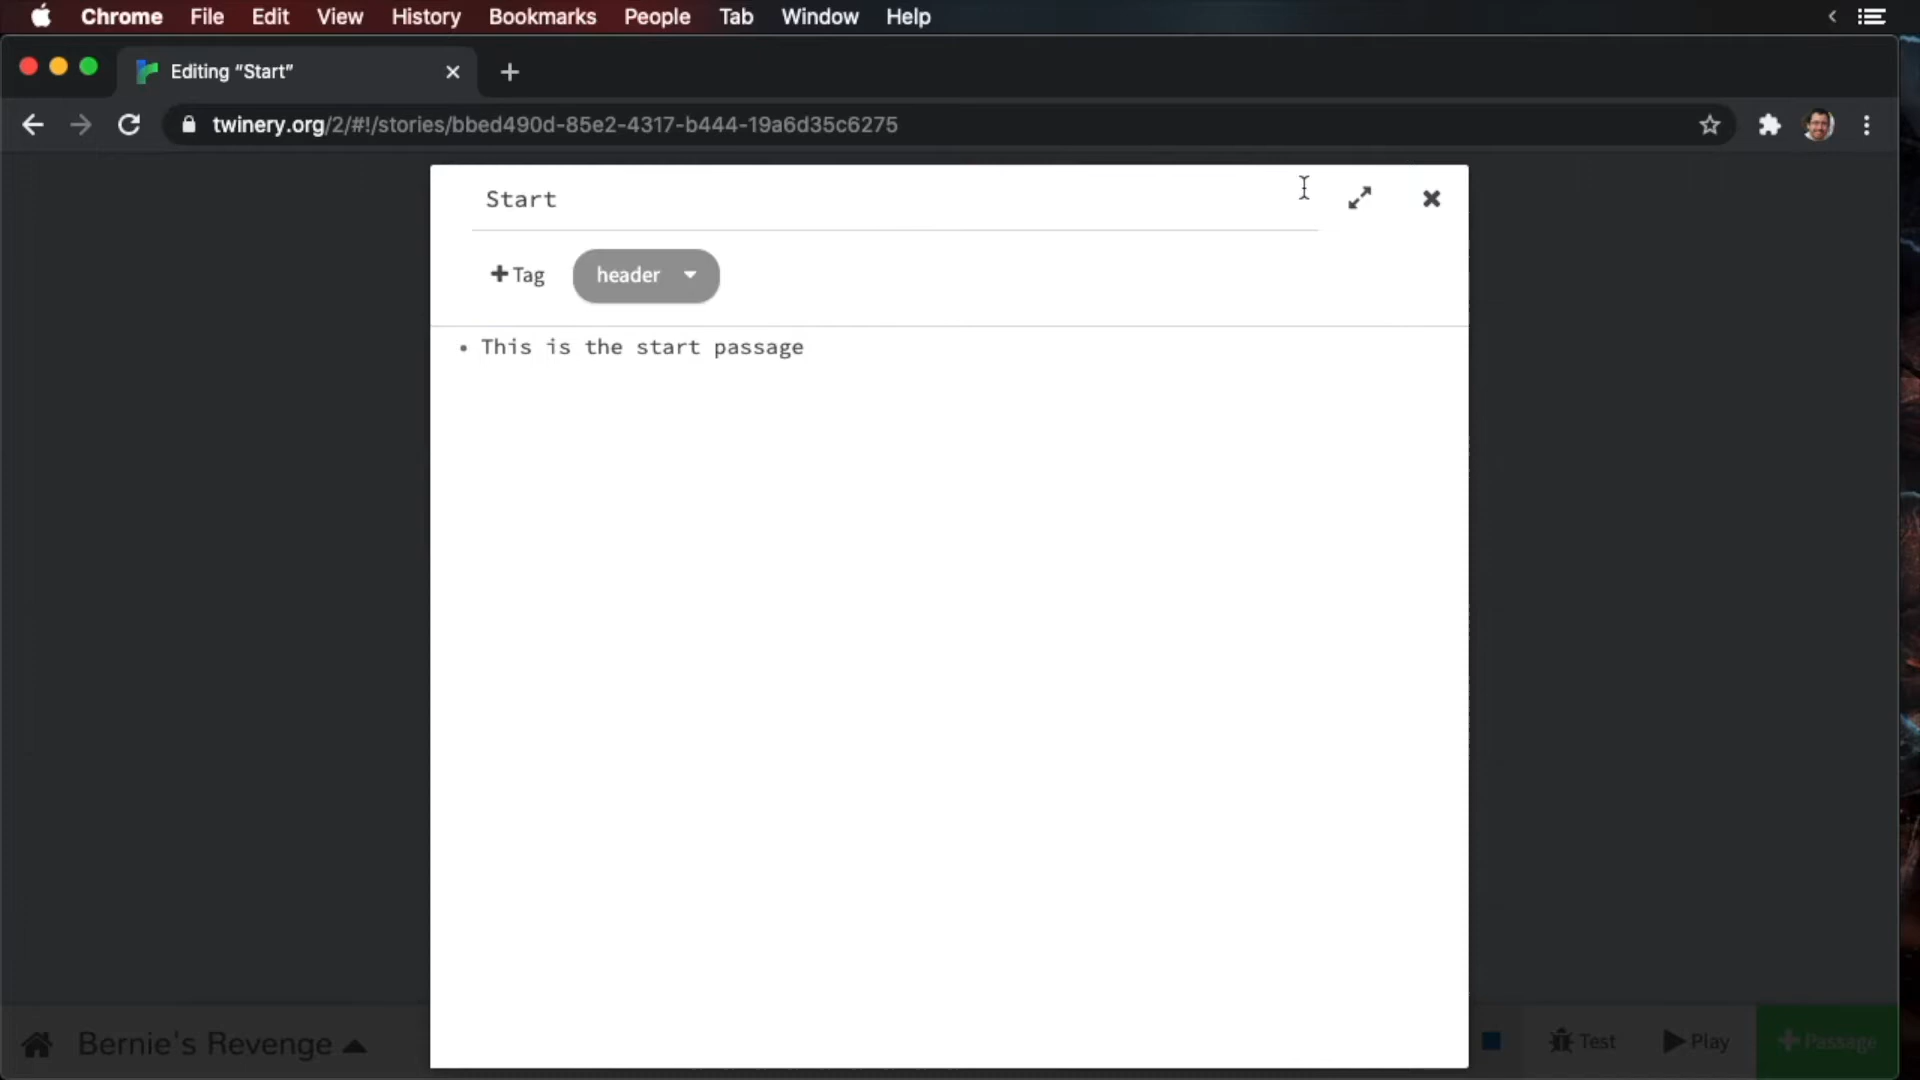 Chrome File Edit View History Bookmarks People Tab Window Help
Editing “Start”
twinery.org/2/#!/stories/bbed490d-85e2-4317-b444-19a6d35c6275
Start
+Tag header
• This is the start passage
Bernie's Revenge Test Play +Passage